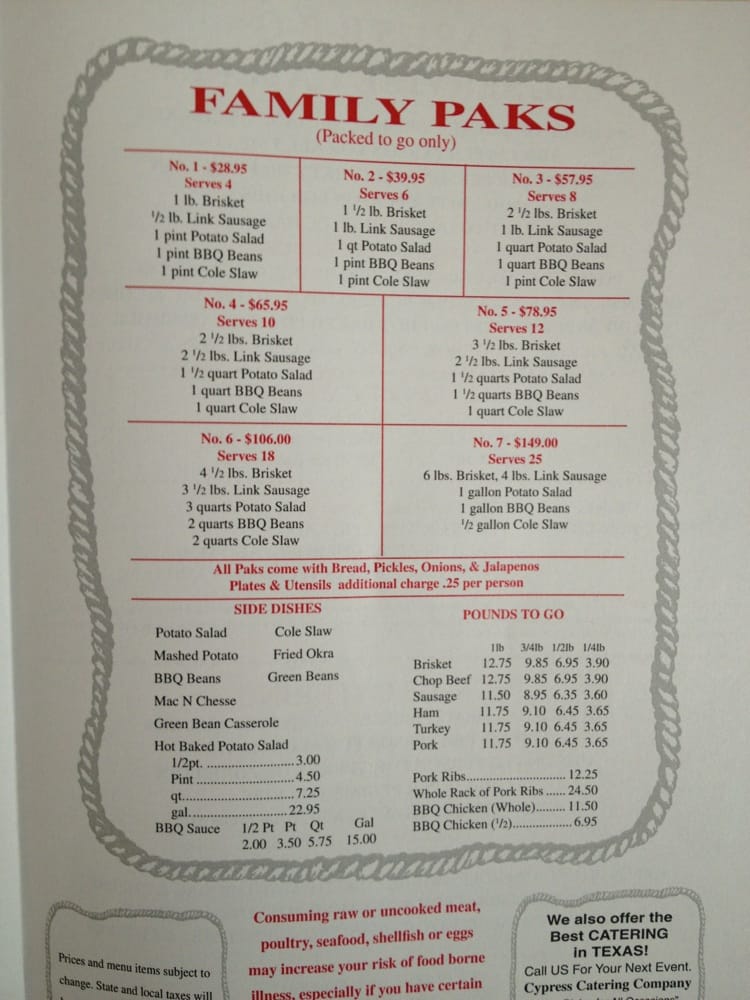 FAMILY PAKS
(Packed to go only)
No. 1 - $28.95
Serves 4
1 lb. Brisket
1/2 lb. Link Sausage
1 pint Potato Salad
1 pint BBQ Beans
1 pint Cole Slaw
No. 2 - $39.95
Serves 6
1 1/2 lb. Brisket
1 lb. Link Sausage
1 qt Potato Salad
1 pint BBQ Beans
1 pint Cole Slaw
No. 3 - $57.95
Serves 8
2 1/2 lbs. Brisket
1 lb. Link Sausage
1 quart Potato Salad
1 quart BBQ Beans
1 pint Cole Slaw
No. 4 - $65.95
Serves 10
2 1/2 lbs. Brisket
2 1/2 lbs. Link Sausage
1 1/2 quart Potato Salad
1 quart BBQ Beans
1 quart Cole Slaw
No. 5 - $78.95
Serves 12
3 1/2 lbs. Brisket
2 1/2 lbs. Link Sausage
1 1/2 quarts Potato Salad
1 1/2 quarts BBQ Beans
1 quart Cole Slaw
No. 6 - $106.00
Serves 18
4 1/2 lbs. Brisket
3 1/2 lbs. Link Sausage
3 quarts Potato Salad
2 quarts BBQ Beans
2 quarts Cole Slaw
No. 7 - $149.00
Serves 25
6 lbs. Brisket, 4 lbs. Link Sausage
1 gallon Potato Salad
1 gallon BBQ Beans
1/2 gallon Cole Slaw
All Paks come with Bread, Pickles, Onions, & Jalapenos
Plates & Utensils additional charge .25 per person
SIDE DISHES
Potato Salad Cole Slaw
Mashed Potato Fried Okra
BBQ Beans Green Beans
Mac N Chesse
Green Bean Casserole
Hot Baked Potato Salad
1/2pt. ..........................3.00
Pint .............................4.50
qt.................................7.25
gal..............................22.95
BBQ Sauce 1/2 Pt Pt Qt Gal
2.00 3.50 5.75 15.00
POUNDS TO GO
1lb 3/4lb 1/2lb 1/4lb
Brisket 12.75 9.85 6.95 3.90
Chop Beef 12.75 9.85 6.95 3.90
Sausage 11.50 8.95 6.35 3.60
Ham 11.75 9.10 6.45 3.65
Turkey 11.75 9.10 6.45 3.65
Pork 11.75 9.10 6.45 3.65
Pork Ribs.............................. 12.25
Whole Rack of Pork Ribs ...... 24.50
BBQ Chicken (Whole)......... 11.50
BBQ Chicken (1/2)..................6.95
Prices and menu items subject to
change. State and local taxes will
Consuming raw or uncooked meat,
poultry, seafood, shellfish or eggs
may increase your risk of food borne
illness, especially if you have certain
We also offer the
Best CATERING
in TEXAS!
Call US For Your Next Event.
Cypress Catering Company